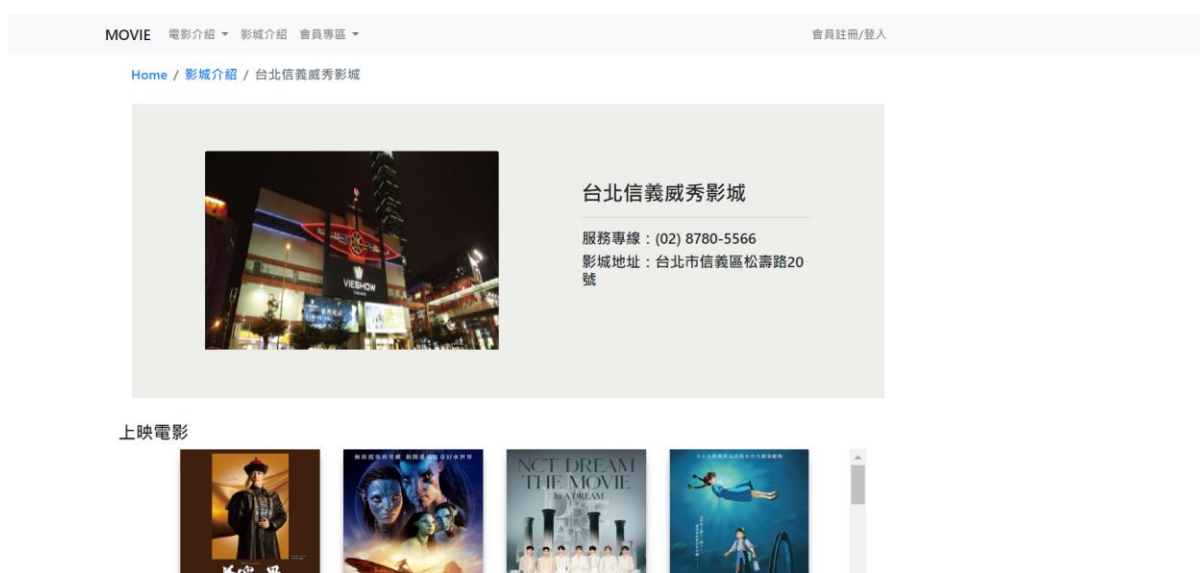 MOVIE 電影介紹 影城介紹 會員專區 會員註冊/登入
Home / 影城介紹 / 台北信義威秀影城
VIESHOW
台北信義威秀影城
服務專線：(02) 8780-5566
影城地址：台北市信義區松壽路20
號
上映電影
NCT DREAM
THE MOVIE
: In A DREAM